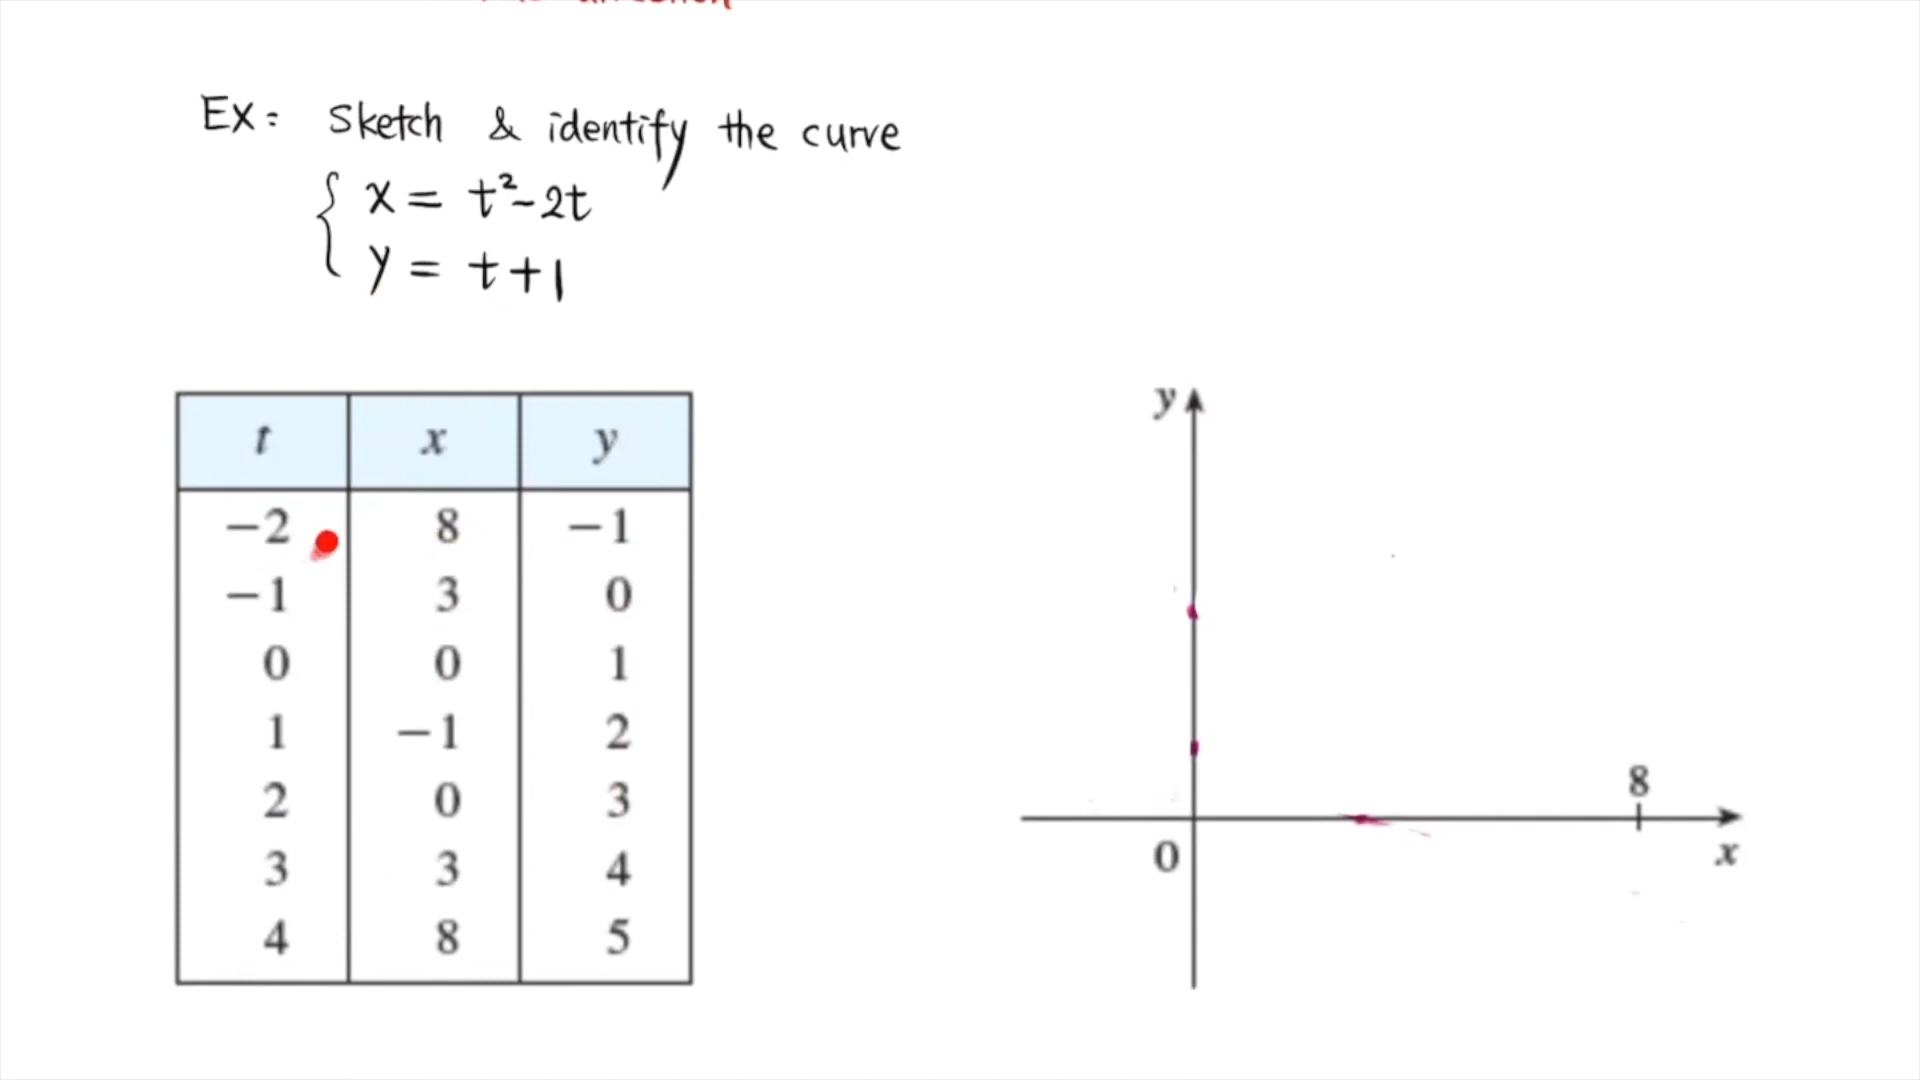 EX: Sketch & identify the curve
x = t²-2t
y = t+1
t x y
−2 8 −1
−1 3 0
0 0 1
1 −1 2
2 0 3
3 3 4
4 8 5
y
8
0
x